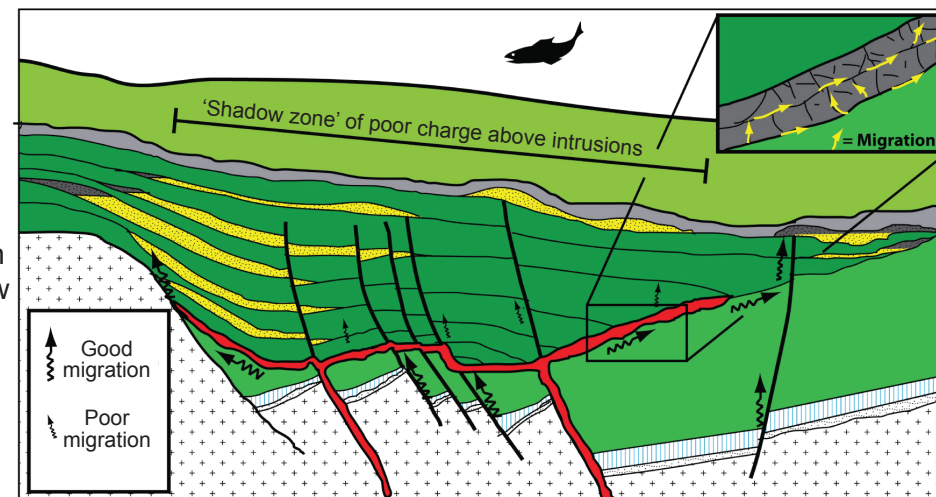 'Shadow zone' of poor charge above intrusions
= Migration
Good
migration
Poor
migration